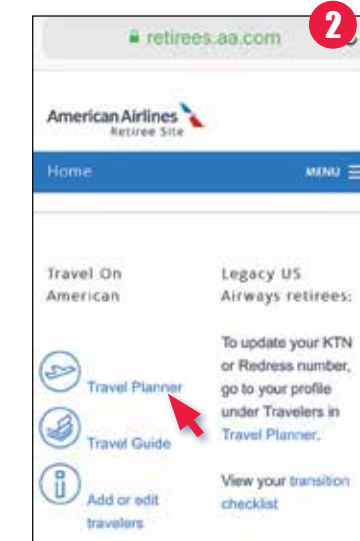 retirees.aa.com
2
American Airlines
Retiree Site
Home
MENU
Travel On
American
Travel Planner
Travel Guide
Add or edit
travelers
Legacy US
Airways retirees:
To update your KTN
or Redress number,
go to your profile
under Travelers in
Travel Planner.
View your transition
checklist